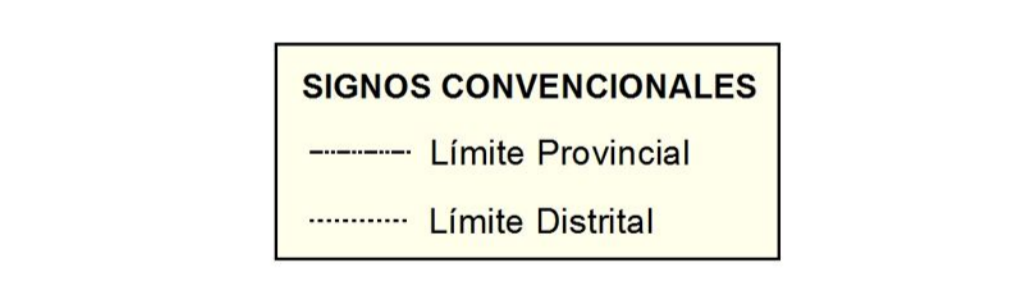 SIGNOS CONVENCIONALES
Límite Provincial
Límite Distrital